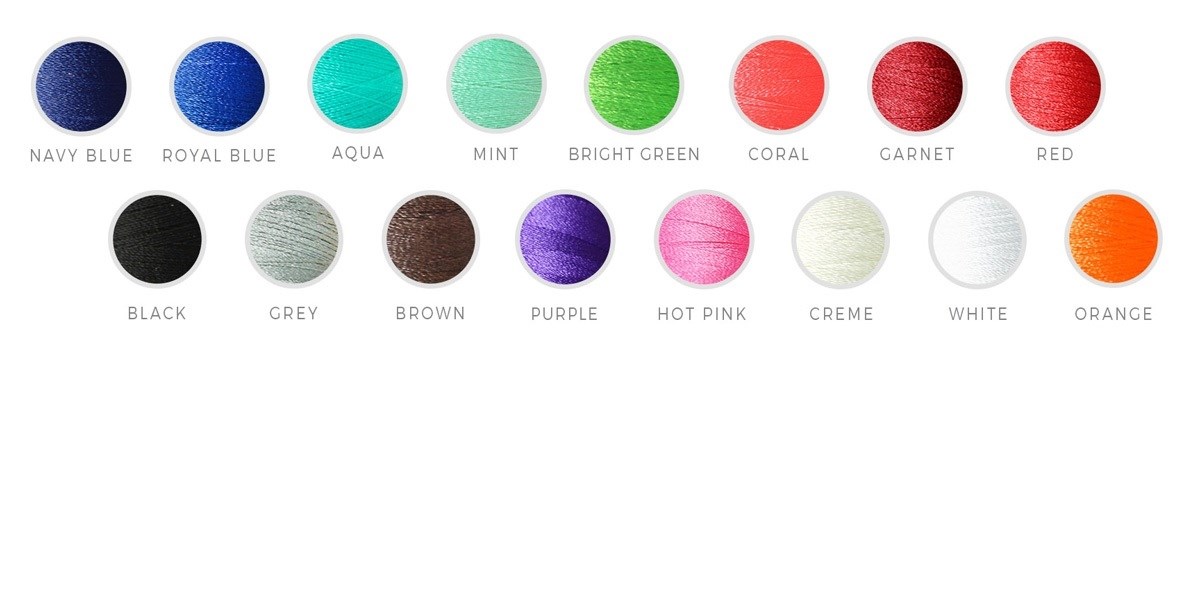 NAVY BLUE ROYAL BLUE AQUA MINT BRIGHT GREEN CORAL GARNET RED
BLACK GREY BROWN PURPLE HOT PINK CREME WHITE ORANGE